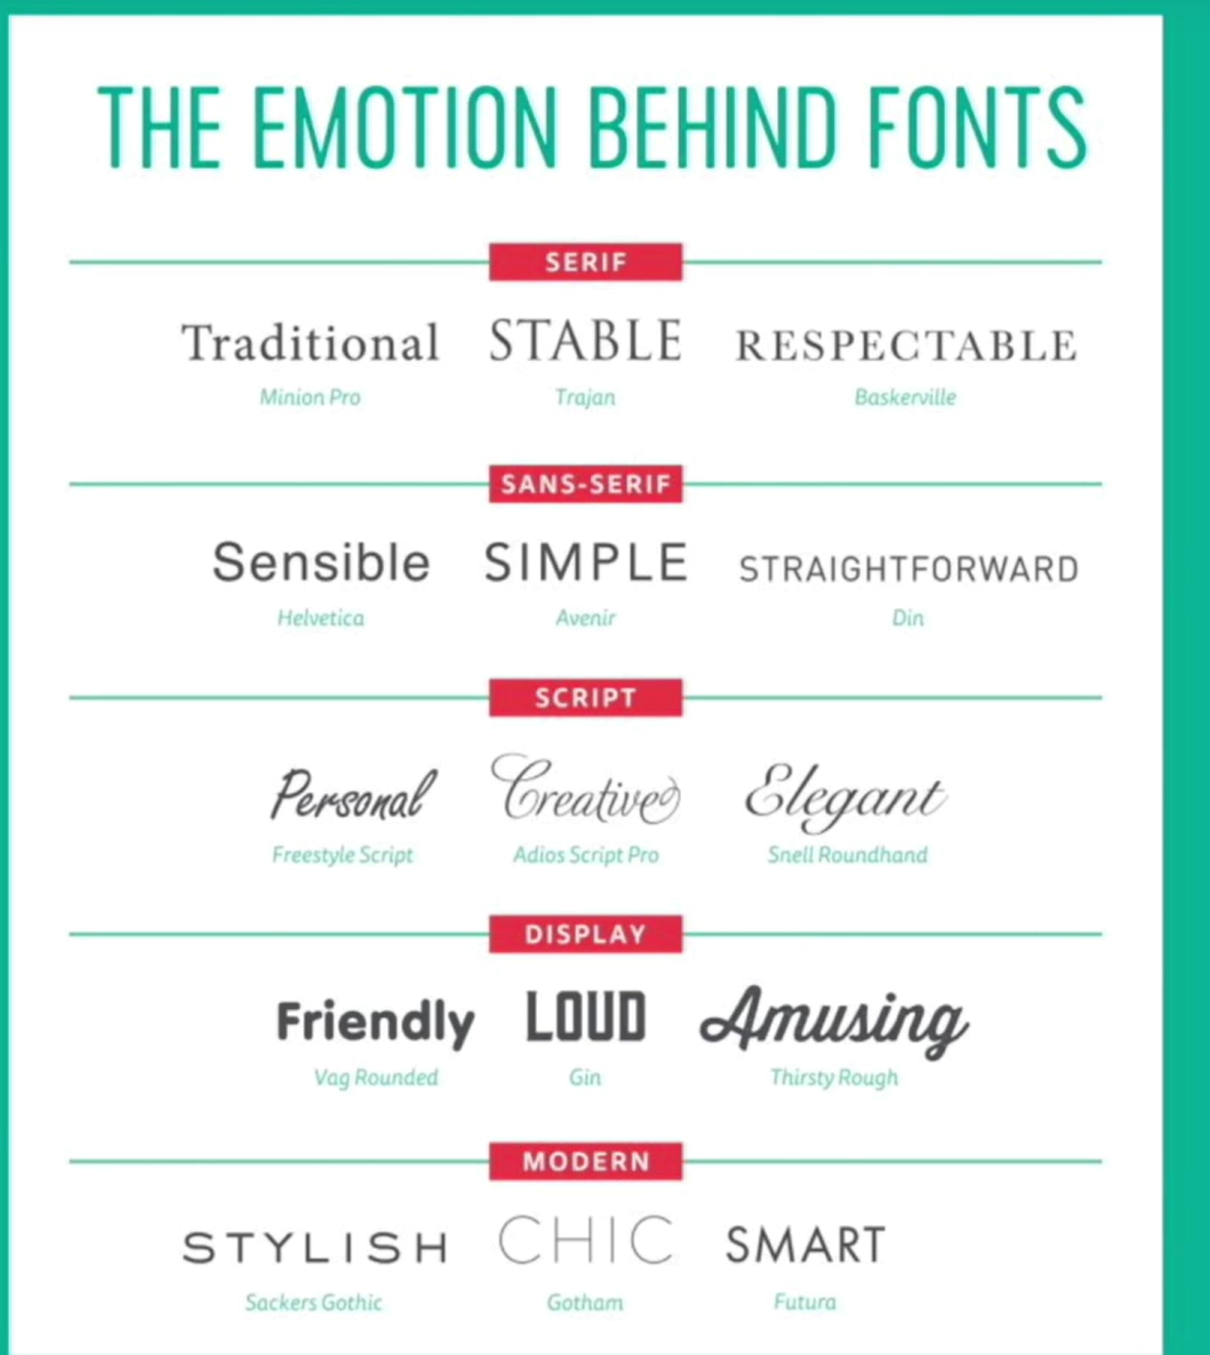 THE EMOTION BEHIND FONTS
SERIF
Traditional STABLE RESPECTABLE
Minion Pro Trajan Baskerville
SANS-SERIF
Sensible SIMPLE STRAIGHTFORWARD
Helvetica Avenir Din
SCRIPT
Personal Creative Elegant
Freestyle Script Adios Script Pro Snell Roundhand
DISPLAY
Friendly LOUD Amusing
Vag Rounded Gin Thirsty Rough
MODERN
STYLISH CHIC SMART
Sackers Gothic Gotham Futura